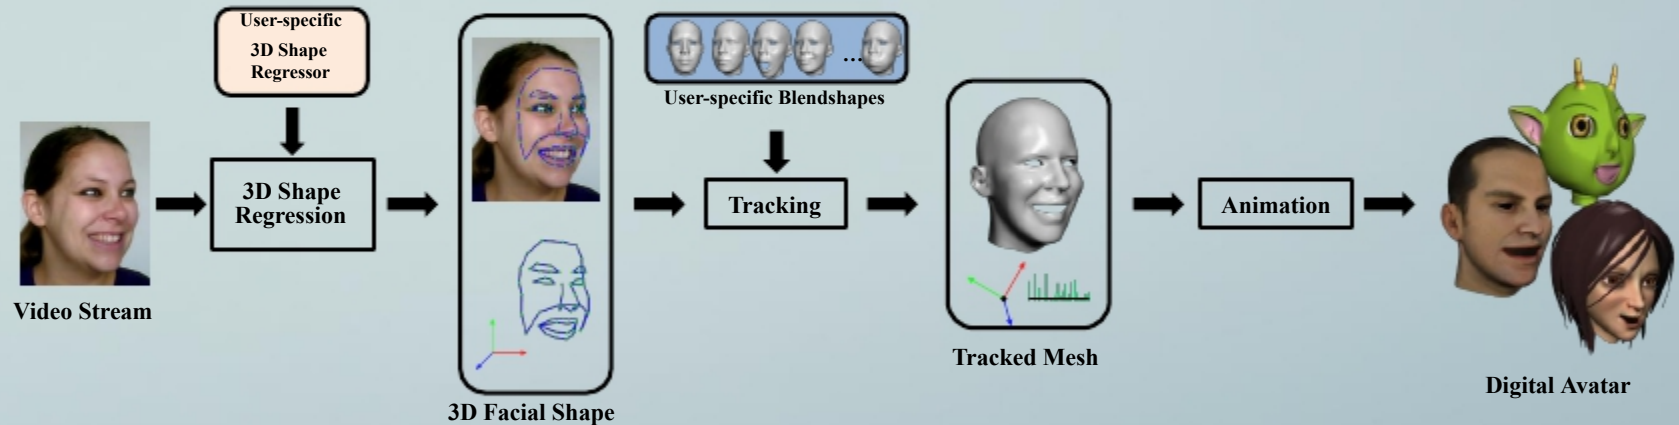 User-specific
3D Shape
Regressor
Video Stream
3D Shape
Regression
3D Facial Shape
...
User-specific Blendshapes
Tracking
Tracked Mesh
Animation
Digital Avatar